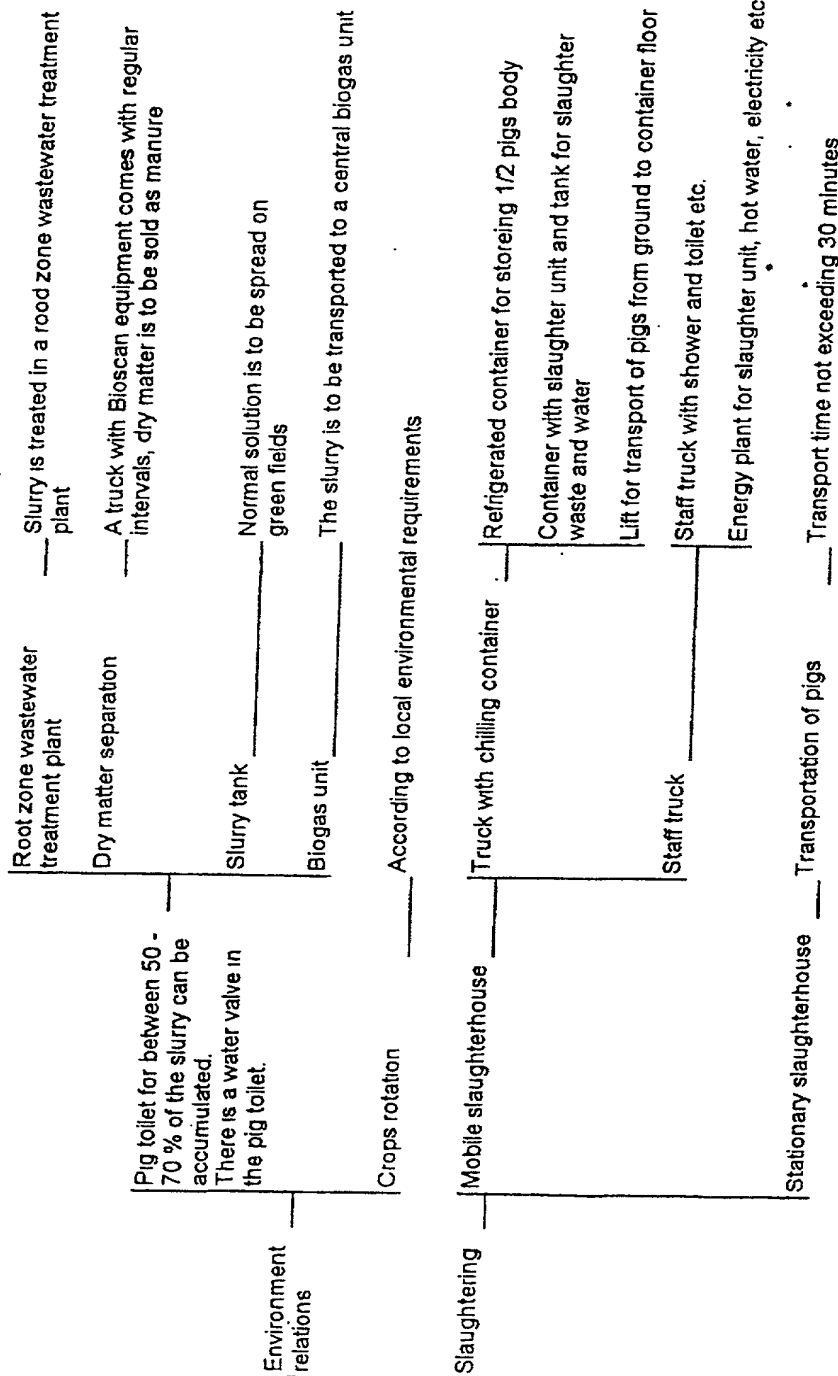 Environment
relations
Pig toilet for between 50 -
70 % of the slurry can be
accumulated.
There is a water valve in
the pig toilet.
Root zone wastewater
treatment plant
Slurry is treated in a rood zone wastewater treatment
plant
Dry matter separation
A truck with Bioscan equipment comes with regular
intervals, dry matter is to be sold as manure
Slurry tank
Normal solution is to be spread on
green fields
Biogas unit
The slurry is to be transported to a central biogas unit
Crops rotation
According to local environmental requirements
Slaughtering
Mobile slaughterhouse
Truck with chilling container
Refrigerated container for storeing 1/2 pigs body
Container with slaughter unit and tank for slaughter
waste and water
Lift for transport of pigs from ground to container floor
Staff truck
Staff truck with shower and toilet etc.
Energy plant for slaughter unit, hot water, electricity etc
Stationary slaughterhouse
Transportation of pigs
Transport time not exceeding 30 minutes